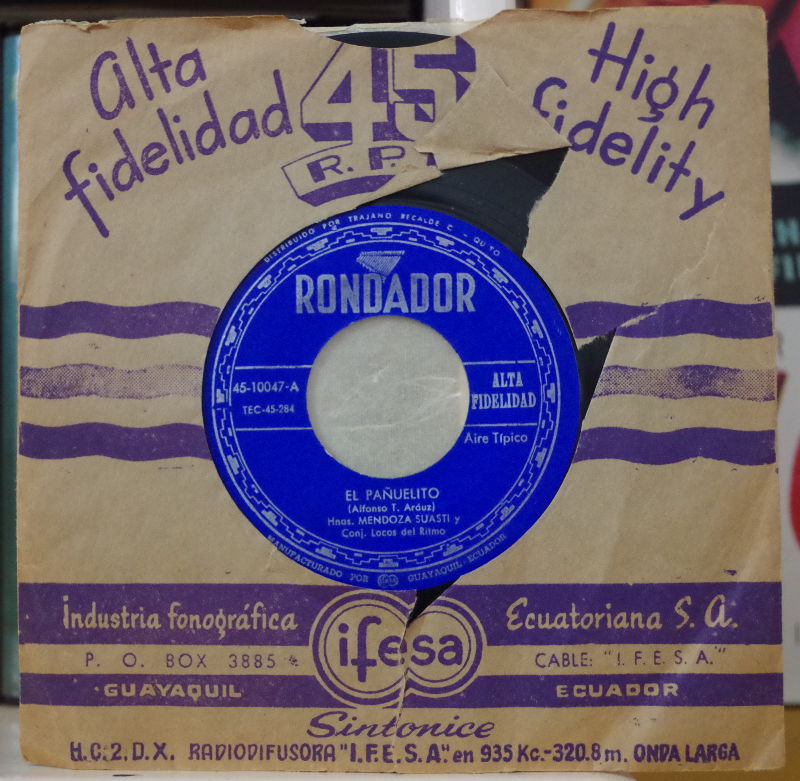 Alta
fidelidad
45
R.P.
High
fidelity
DISTRIBUIDO POR TRAJANO RECALDE C. - QUITO
RONDADOR
45-10047-A
TEC-45-284
ALTA
FIDELIDAD
Aire Típico
EL PAÑUELITO
(Alfonso T. Aráuz)
Hnas. MENDOZA SUASTI y
Conj. Locos del Ritmo
MANUFACTURADO POR IFESA GUAYAQUIL-ECUADOR
Industria fonográfica
Ecuatoriana S.A.
ifesa
P. O. BOX 3885
CABLE: "I. F. E. S. A."
GUAYAQUIL
ECUADOR
Sintonice
H.C.2.D.X. RADIODIFUSORA "I.F.E.S.A." en 935 Kc.-320.8 m. ONDA LARGA